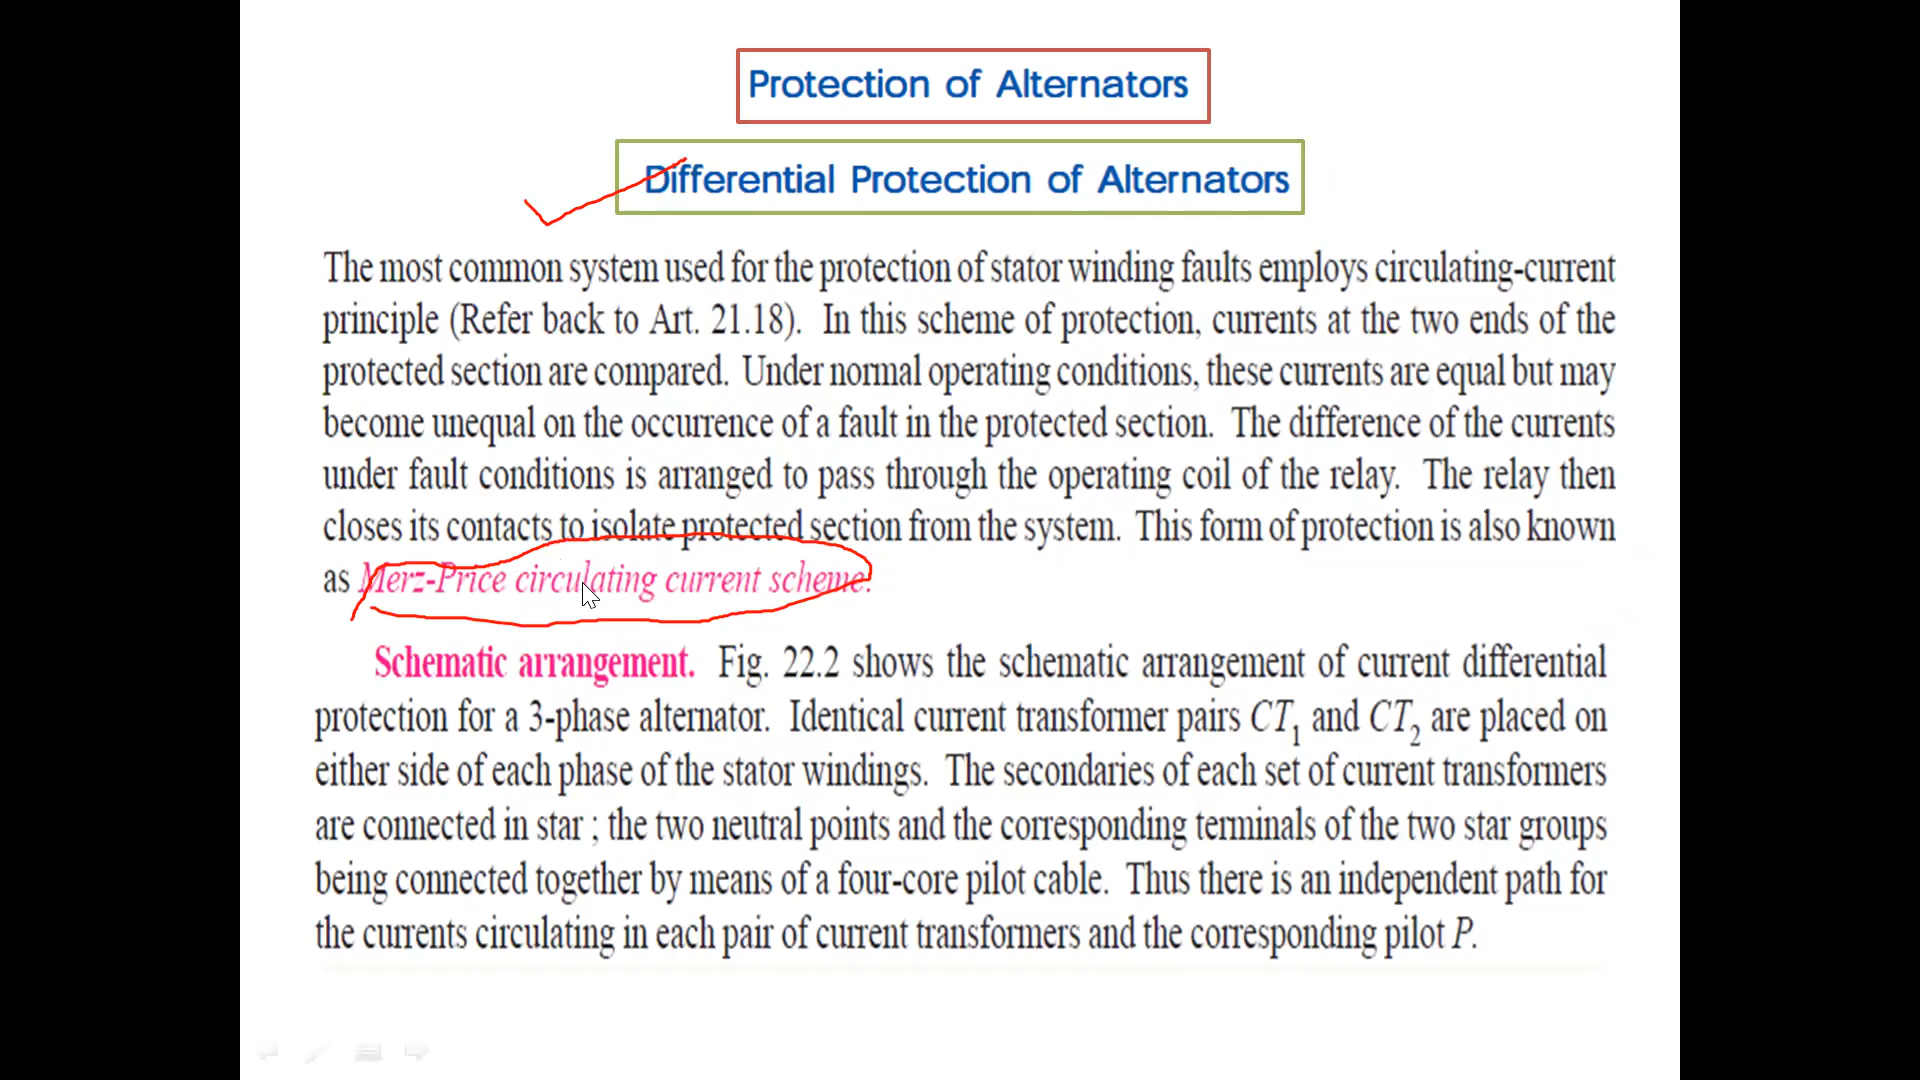 Protection of Alternators
Differential Protection of Alternators
The most common system used for the protection of stator winding faults employs circulating-current
principle (Refer back to Art. 21.18). In this scheme of protection, currents at the two ends of the
protected section are compared. Under normal operating conditions, these currents are equal but may
become unequal on the occurrence of a fault in the protected section. The difference of the currents
under fault conditions is arranged to pass through the operating coil of the relay. The relay then
closes its contacts to isolate protected section from the system. This form of protection is also known
as Merz-Price circulating current scheme.
Schematic arrangement. Fig. 22.2 shows the schematic arrangement of current differential
protection for a 3-phase alternator. Identical current transformer pairs CT₁ and CT₂ are placed on
either side of each phase of the stator windings. The secondaries of each set of current transformers
are connected in star ; the two neutral points and the corresponding terminals of the two star groups
being connected together by means of a four-core pilot cable. Thus there is an independent path for
the currents circulating in each pair of current transformers and the corresponding pilot P.